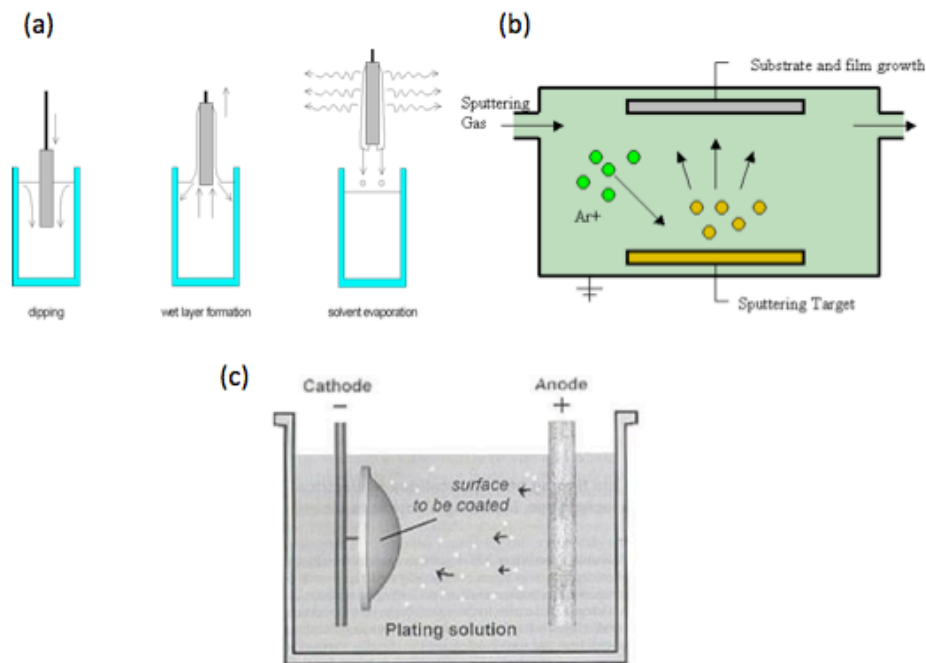 (a)
dipping
wet layer formation
solvent evaporation
(b)
Substrate and film growth
Sputtering
Gas
Ar+
Sputtering Target
(c)
Cathode
−
Anode
+
surface
to be coated
Plating solution